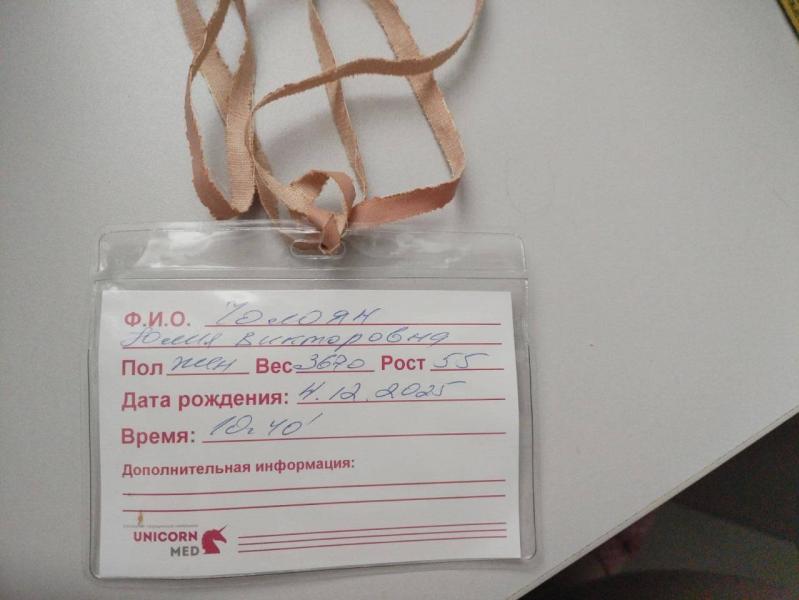 Ф.И.О. Чолоян
Юлия Викторовна
Пол жен Вес 3670 Рост 55
Дата рождения: 4.12.2025
Время: 10ч 40'
Дополнительная информация:
UNICORN
MED